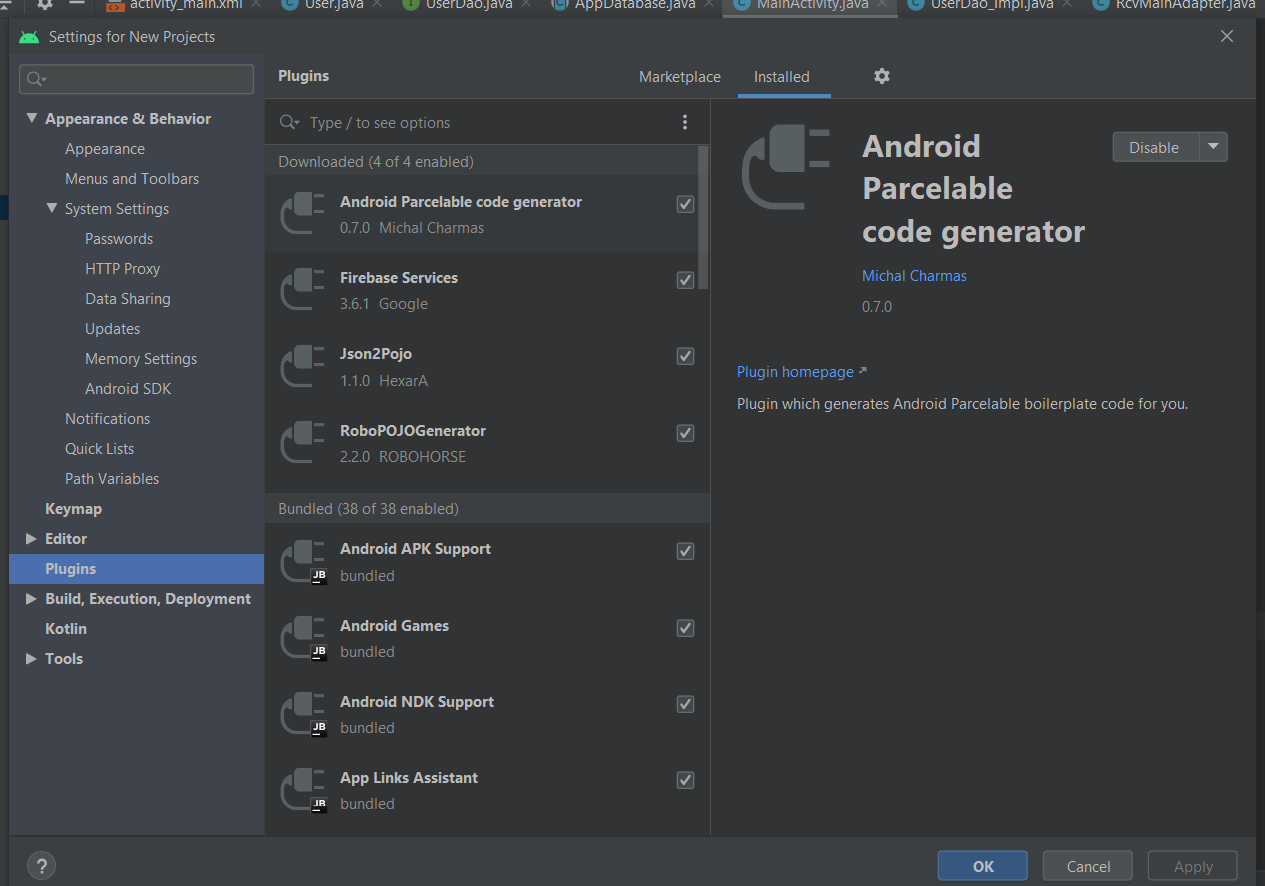 activity_main.xml
User.java
UserDao.java
AppDatabase.java
MainActivity.java
UserDao_Impl.java
RcvMainAdapter.java
Settings for New Projects
Appearance & Behavior
Appearance
Menus and Toolbars
System Settings
Passwords
HTTP Proxy
Data Sharing
Updates
Memory Settings
Android SDK
Notifications
Quick Lists
Path Variables
Keymap
Editor
Plugins
Build, Execution, Deployment
Kotlin
Tools
Plugins
Marketplace
Installed
Type / to see options
Downloaded (4 of 4 enabled)
Android Parcelable code generator
0.7.0 Michal Charmas
Firebase Services
3.6.1 Google
Json2Pojo
1.1.0 HexarA
RoboPOJOGenerator
2.2.0 ROBOHORSE
Bundled (38 of 38 enabled)
Android APK Support
JB
bundled
Android Games
JB
bundled
Android NDK Support
JB
bundled
App Links Assistant
JB
bundled
Android
Parcelable
code generator
Disable
Michal Charmas
0.7.0
Plugin homepage
Plugin which generates Android Parcelable boilerplate code for you.
?
OK
Cancel
Apply